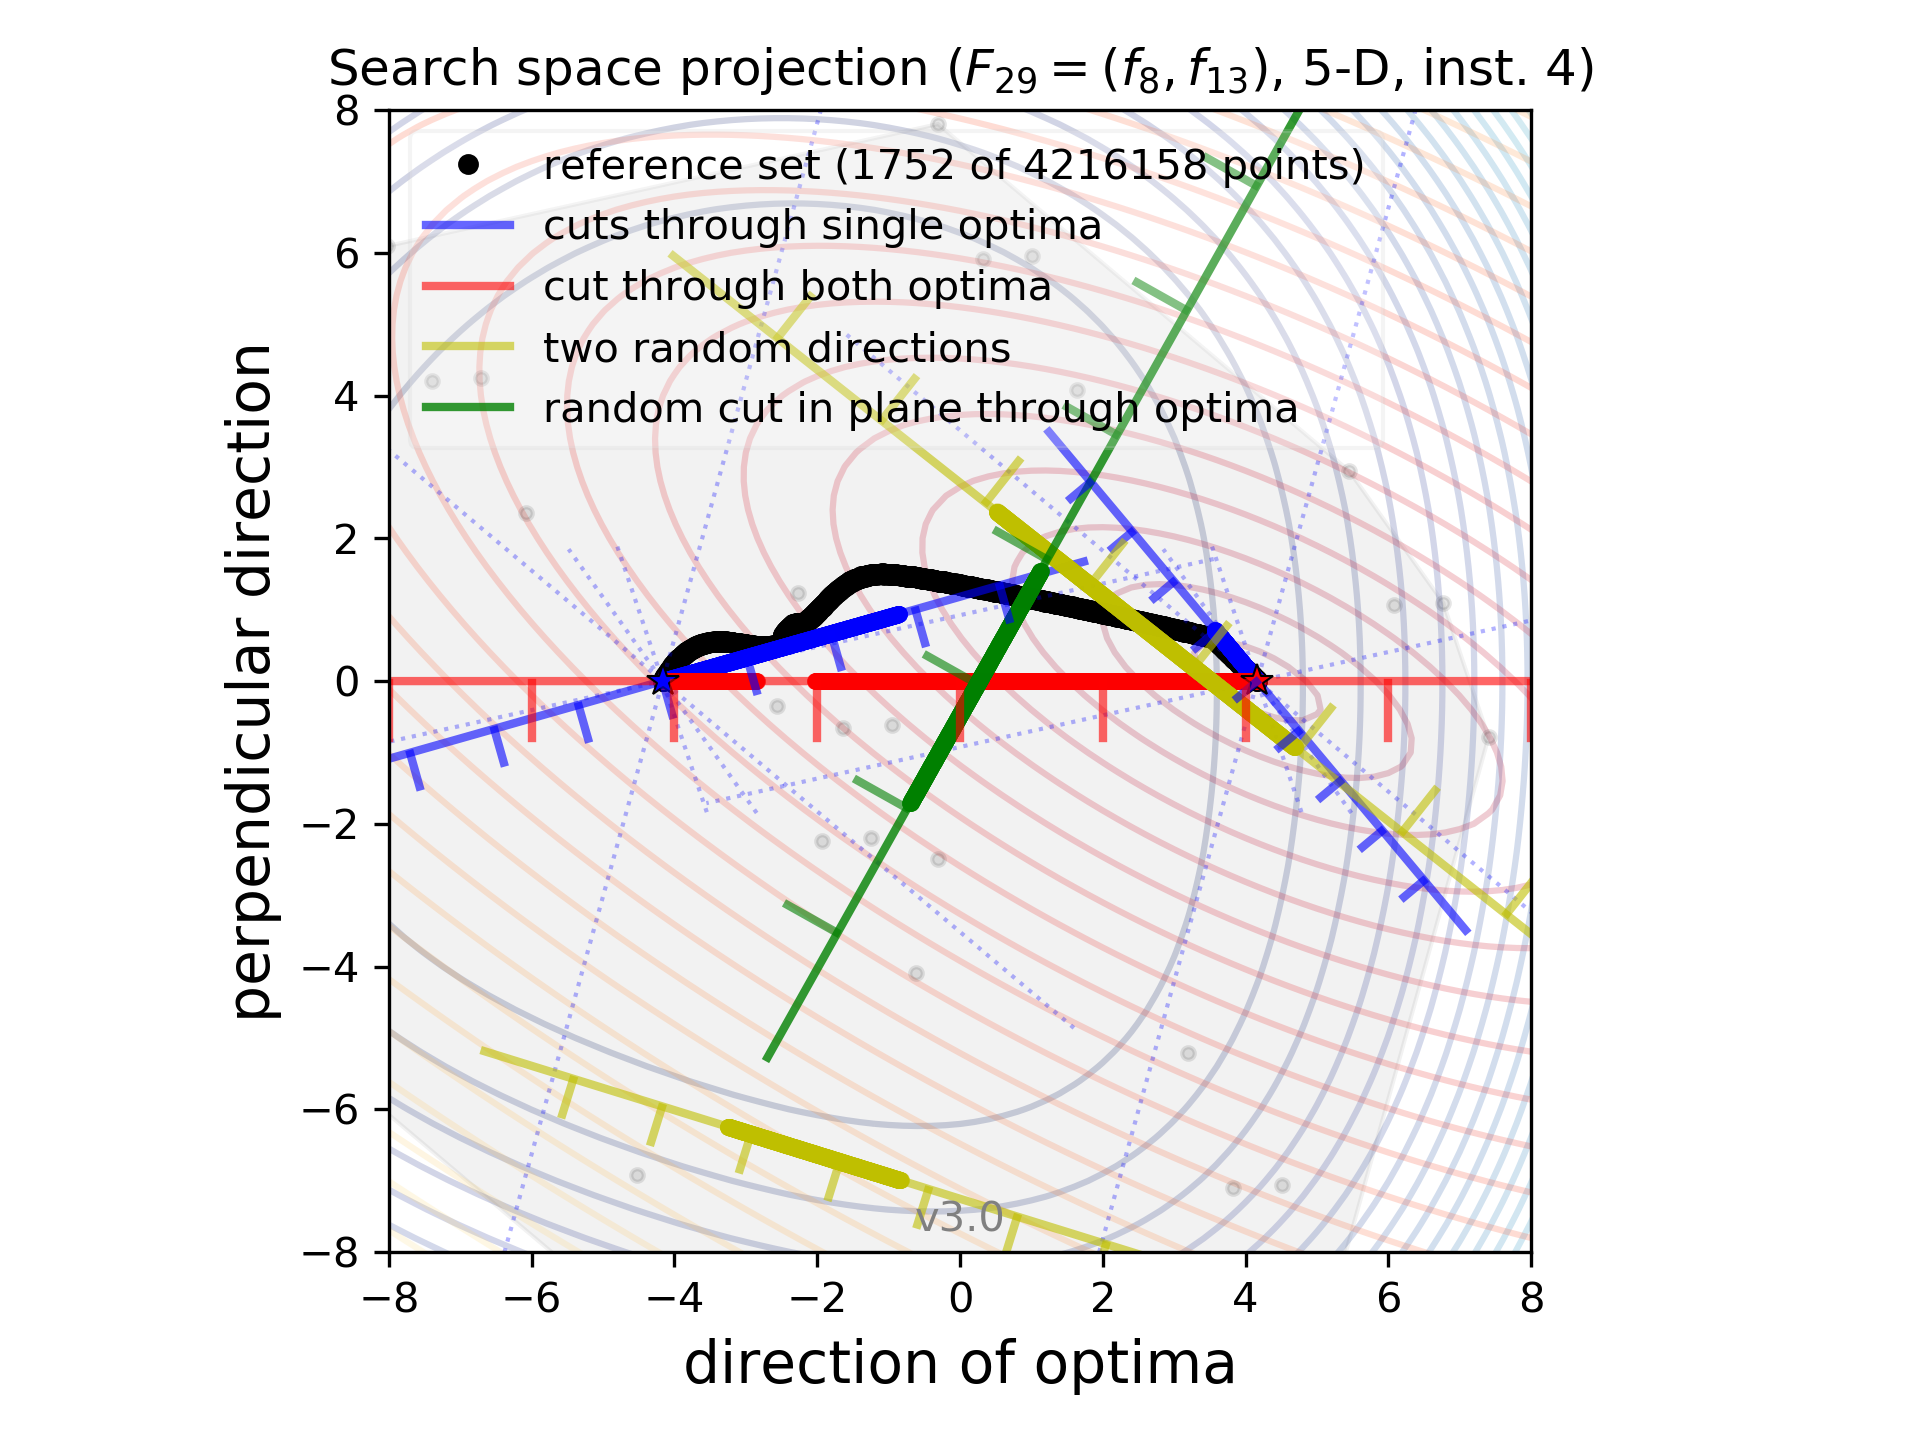 Search space projection (F29 = (f8, f13), 5-D, inst. 4)
reference set (1752 of 4216158 points)
cuts through single optima
cut through both optima
two random directions
random cut in plane through optima
8
6
4
2
0
−2
−4
−6
−8
perpendicular direction
v3.0
−8 −6 −4 −2 0 2 4 6 8
direction of optima